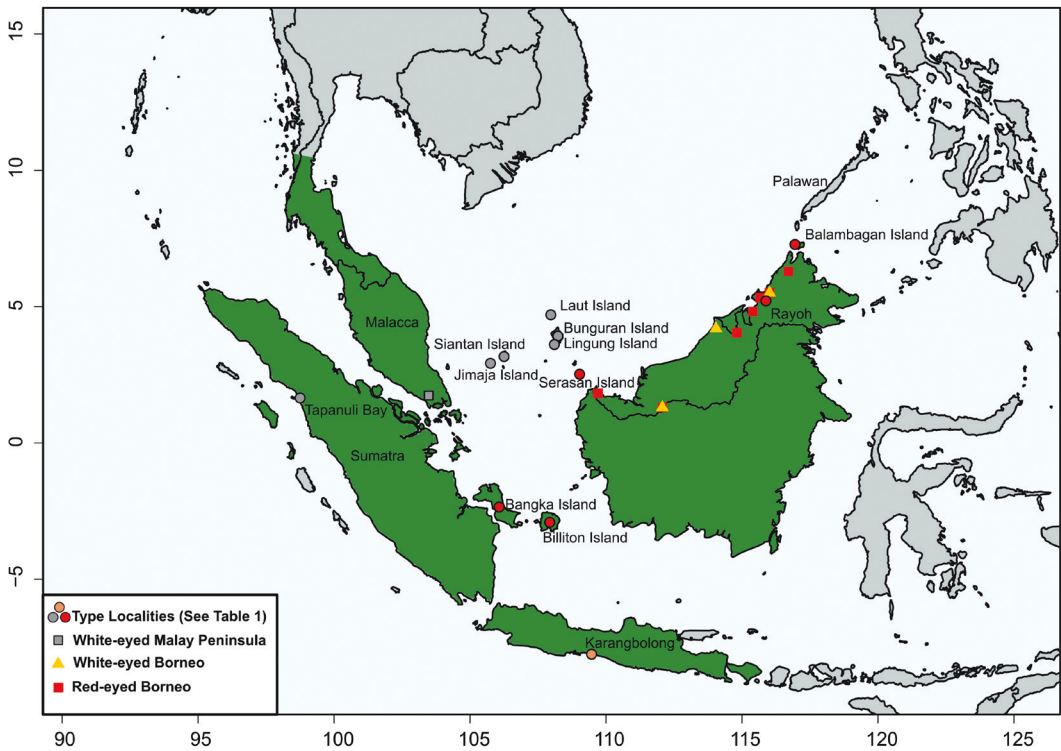 15
10
5
0
−5
Palawan
Balambagan Island
Laut Island
Rayoh
Malacca
Bunguran Island
Siantan Island
Lingung Island
Jimaja Island
Serasan Island
Tapanuli Bay
Sumatra
Bangka Island
Billiton Island
Karangbolong
Type Localities (See Table 1)
White-eyed Malay Peninsula
White-eyed Borneo
Red-eyed Borneo
90 95 100 105 110 115 120 125